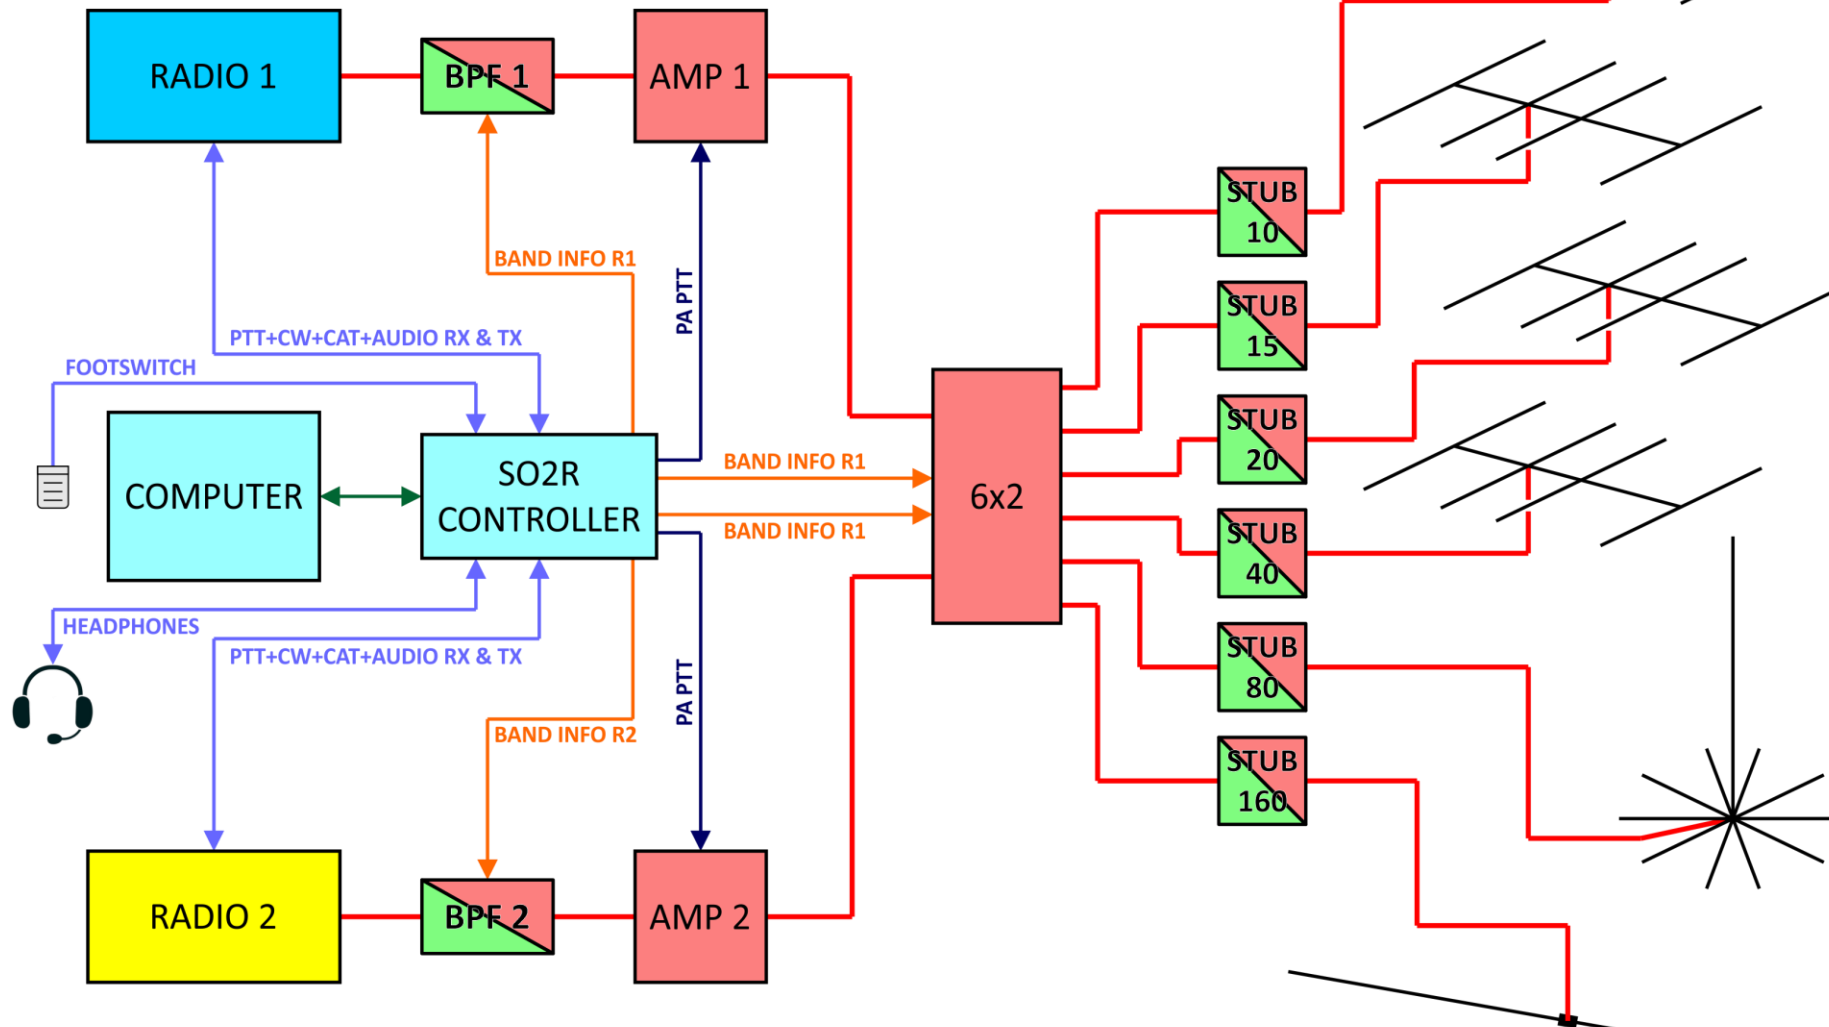 RADIO 1
BPF 1
AMP 1
BAND INFO R1
PA PTT
PTT+CW+CAT+AUDIO RX & TX
FOOTSWITCH
COMPUTER
SO2R
CONTROLLER
BAND INFO R1
BAND INFO R1
6x2
STUB
10
STUB
15
STUB
20
STUB
40
STUB
80
STUB
160
HEADPHONES
PTT+CW+CAT+AUDIO RX & TX
PA PTT
BAND INFO R2
RADIO 2
BPF 2
AMP 2